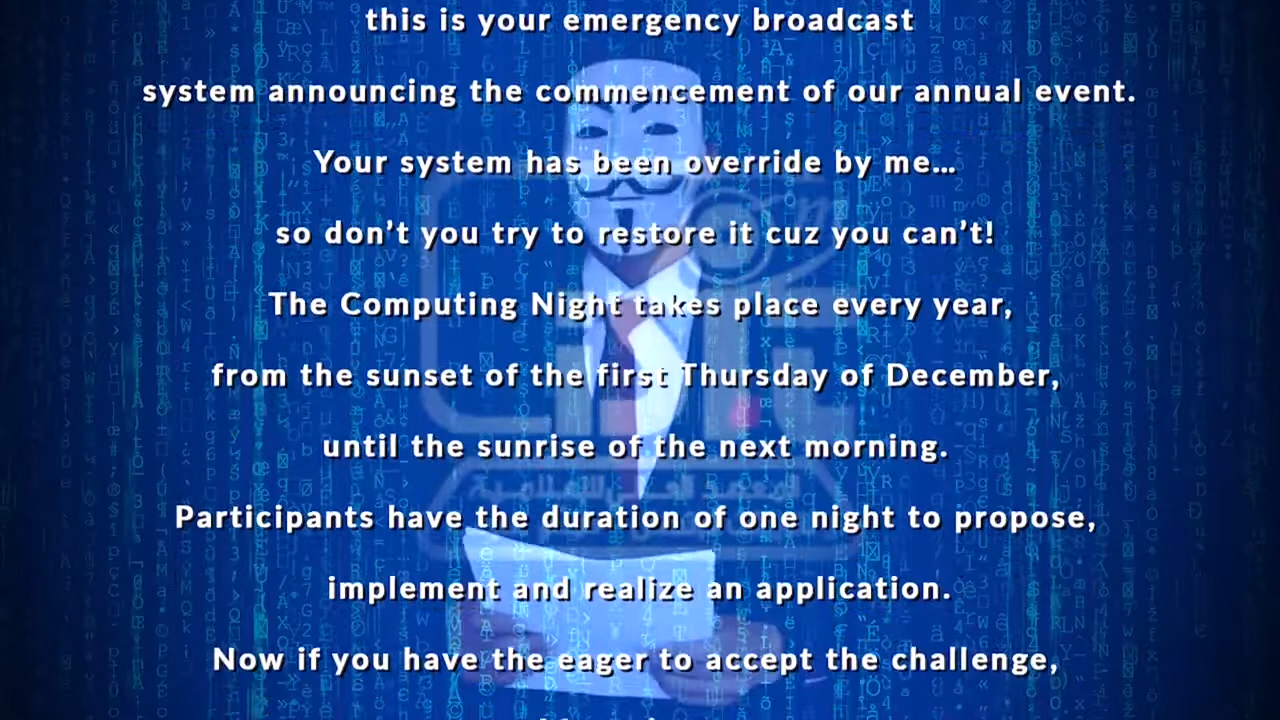 this is your emergency broadcast
system announcing the commencement of our annual event.
Your system has been override by me…
so don’t you try to restore it cuz you can’t!
The Computing Night takes place every year,
from the sunset of the first Thursday of December,
until the sunrise of the next morning.
Participants have the duration of one night to propose,
implement and realize an application.
Now if you have the eager to accept the challenge,